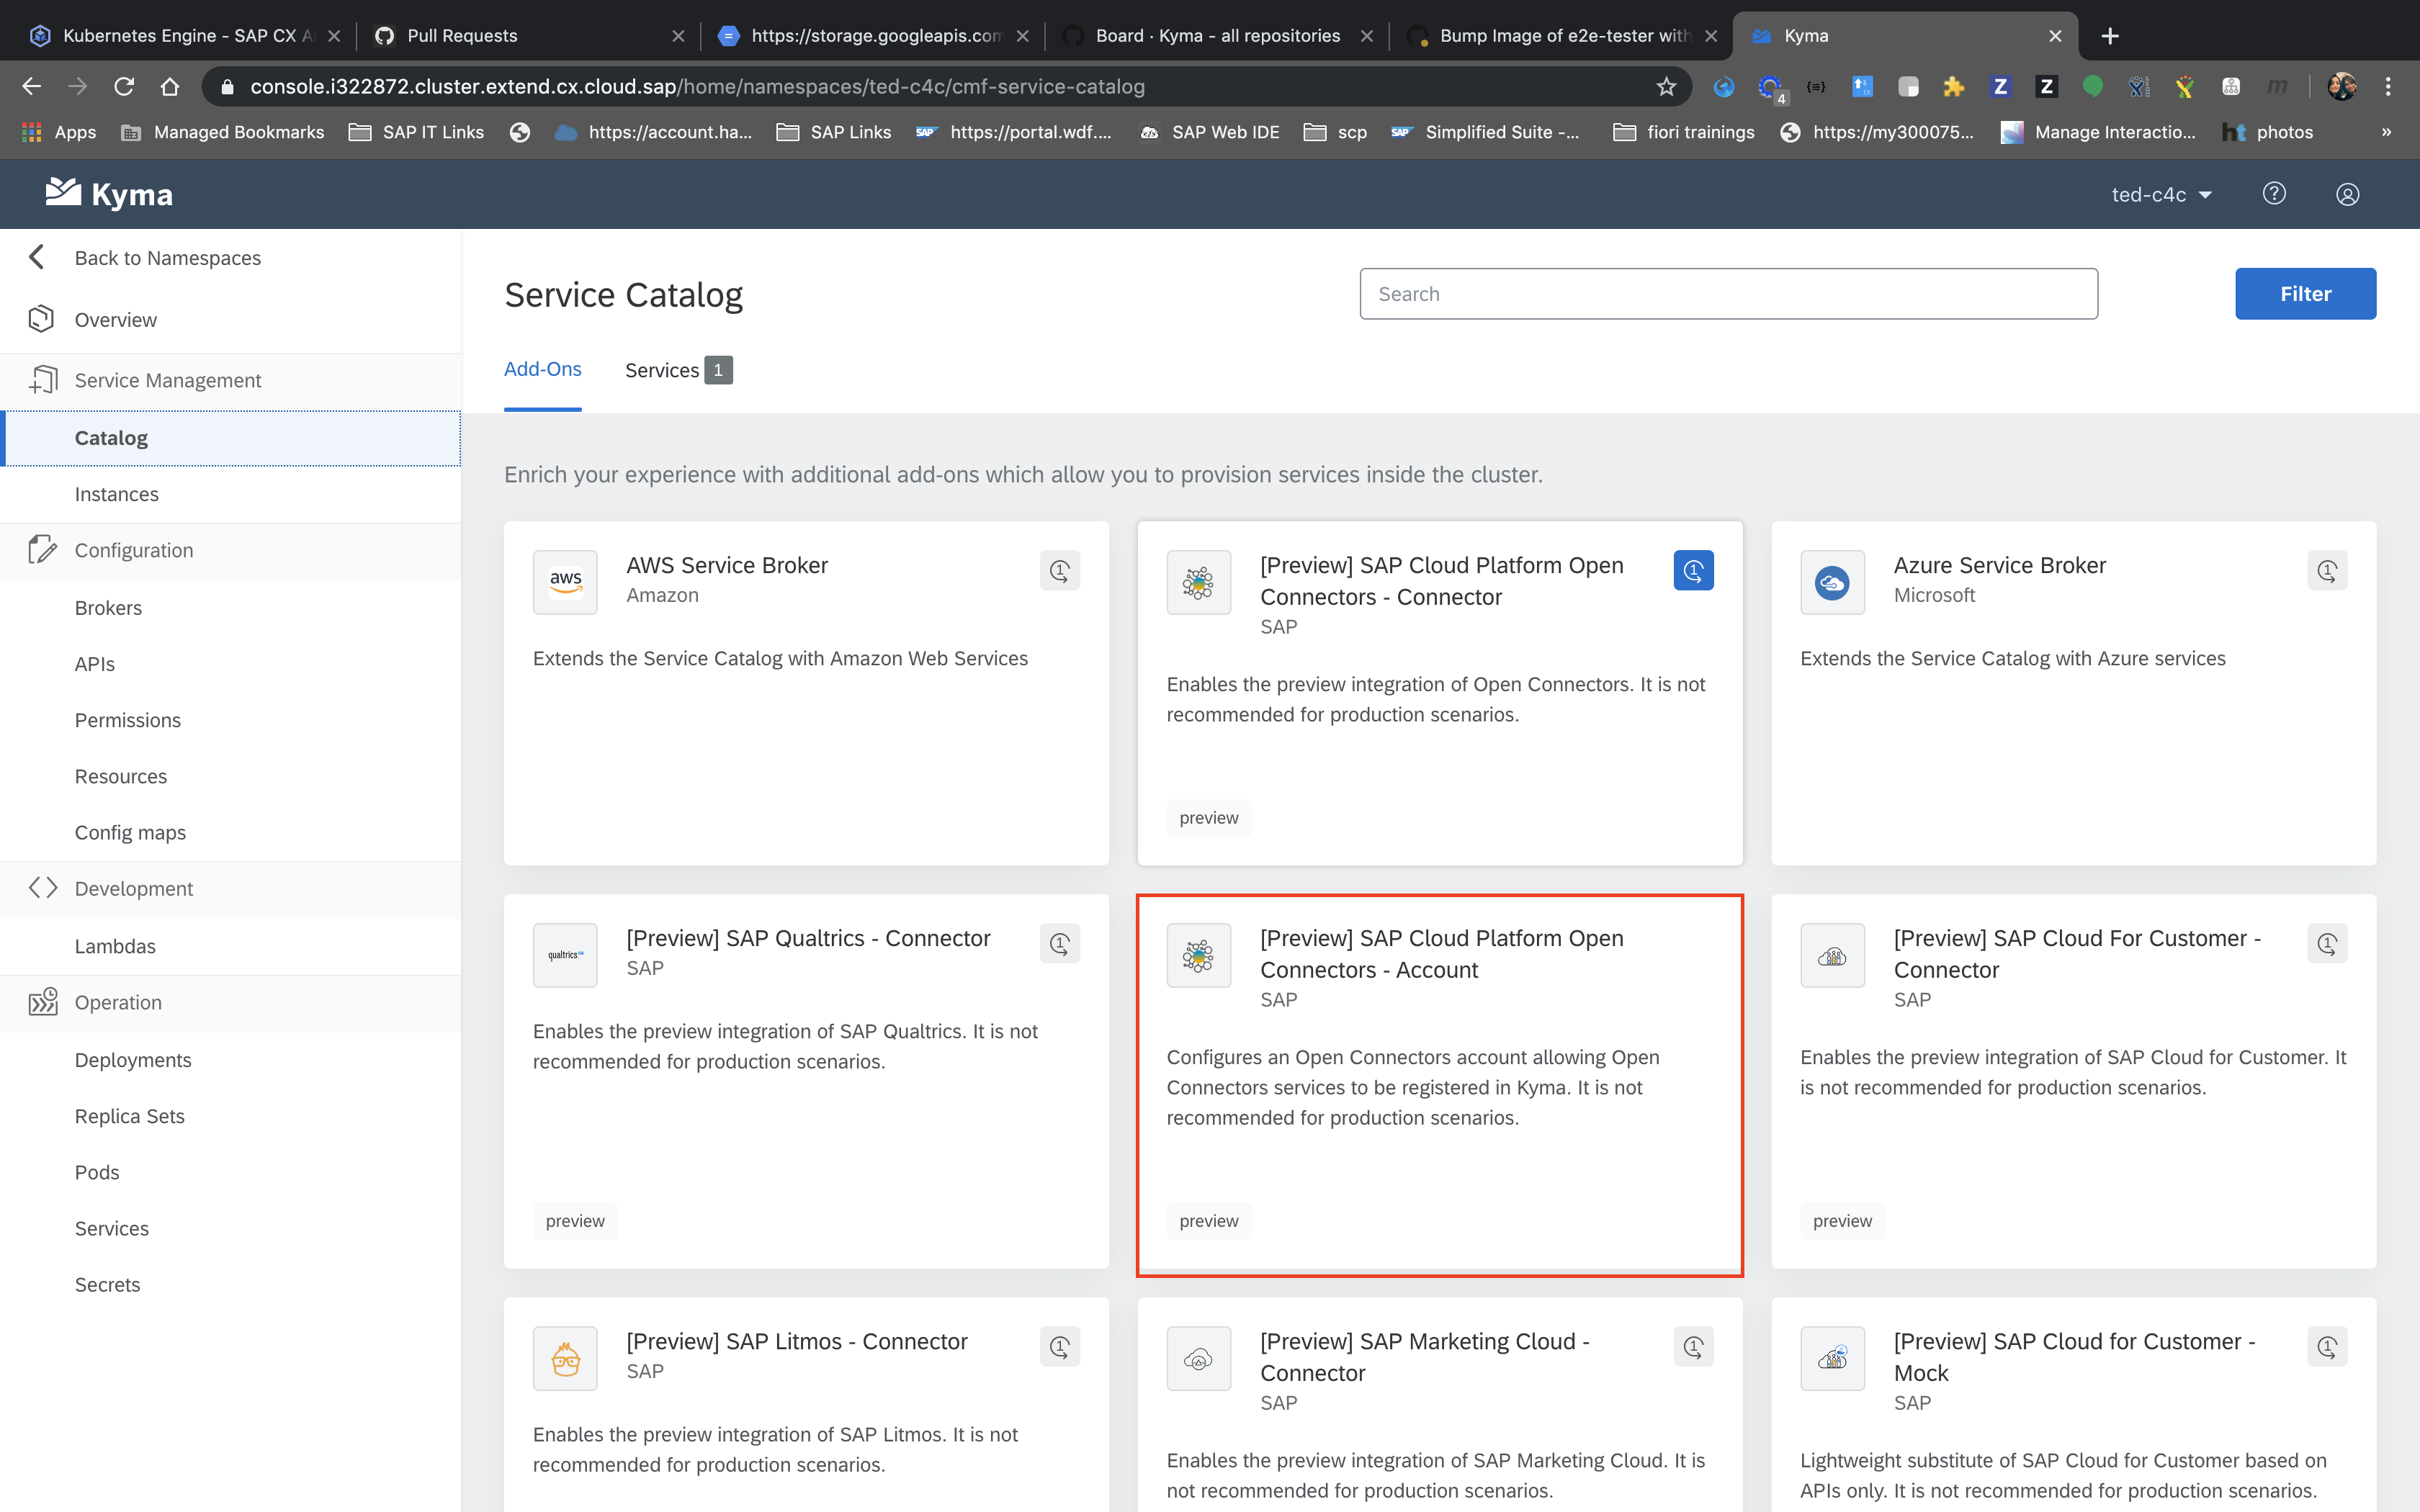 Kubernetes Engine - SAP CX A
Pull Requests
https://storage.googleapis.com
Board · Kyma - all repositories
Bump Image of e2e-tester with
Kyma
console.i322872.cluster.extend.cx.cloud.sap/home/namespaces/ted-c4c/cmf-service-catalog
4
Apps
Managed Bookmarks
SAP IT Links
https://account.ha...
SAP Links
SAP
https://portal.wdf....
SAP Web IDE
scp
SAP
Simplified Suite -...
fiori trainings
https://my300075...
Manage Interactio...
ht
photos
»
Kyma
ted-c4c
Back to Namespaces
Overview
Service Management
Catalog
Instances
Configuration
Brokers
APIs
Permissions
Resources
Config maps
Development
Lambdas
Operation
Deployments
Replica Sets
Pods
Services
Secrets
Service Catalog
Search
Filter
Add-Ons
Services 1
Enrich your experience with additional add-ons which allow you to provision services inside the cluster.
aws
AWS Service Broker
Amazon
1
Extends the Service Catalog with Amazon Web Services
[Preview] SAP Cloud Platform Open
Connectors - Connector
SAP
1
Enables the preview integration of Open Connectors. It is not
recommended for production scenarios.
preview
Azure Service Broker
Microsoft
1
Extends the Service Catalog with Azure services
qualtrics
[Preview] SAP Qualtrics - Connector
SAP
1
Enables the preview integration of SAP Qualtrics. It is not
recommended for production scenarios.
preview
[Preview] SAP Cloud Platform Open
Connectors - Account
SAP
Configures an Open Connectors account allowing Open
Connectors services to be registered in Kyma. It is not
recommended for production scenarios.
preview
[Preview] SAP Cloud For Customer -
Connector
SAP
1
Enables the preview integration of SAP Cloud for Customer. It
is not recommended for production scenarios.
preview
[Preview] SAP Litmos - Connector
SAP
1
Enables the preview integration of SAP Litmos. It is not
recommended for production scenarios.
[Preview] SAP Marketing Cloud -
Connector
SAP
1
Enables the preview integration of SAP Marketing Cloud. It is
not recommended for production scenarios.
[Preview] SAP Cloud for Customer -
Mock
SAP
1
Lightweight substitute of SAP Cloud for Customer based on
APIs only. It is not recommended for production scenarios.